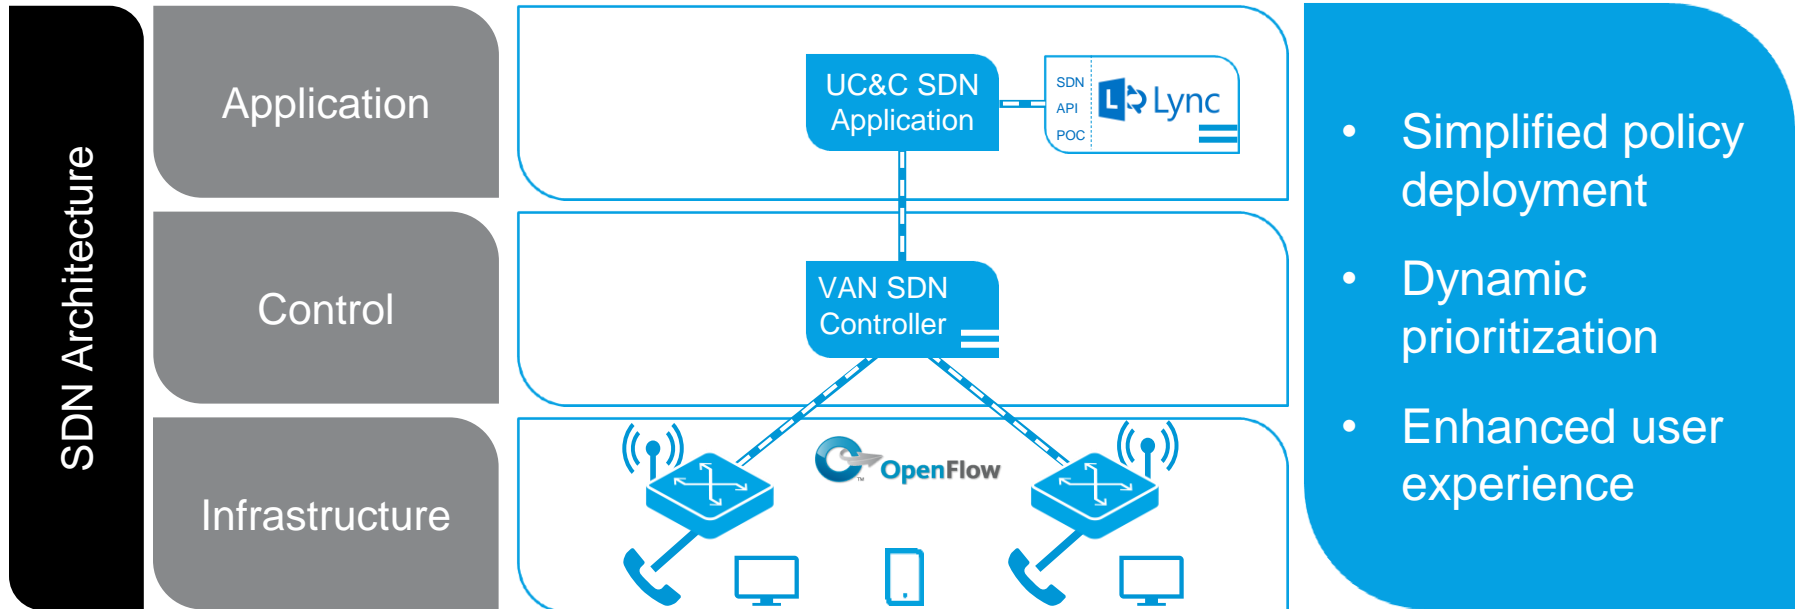 SDN Architecture
Application
UC&C SDN
Application
SDN
API
POC
L Lync
Control
VAN SDN
Controller
Infrastructure
OpenFlow
TM
• Simplified policy
deployment
• Dynamic
prioritization
• Enhanced user
experience